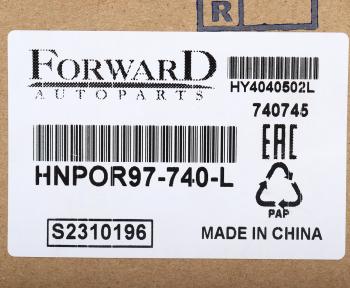 R
FORWARD
AUTOPARTS
HY4040502L
740745
EAC
HNPOR97-740-L
PAP
S2310196
MADE IN CHINA